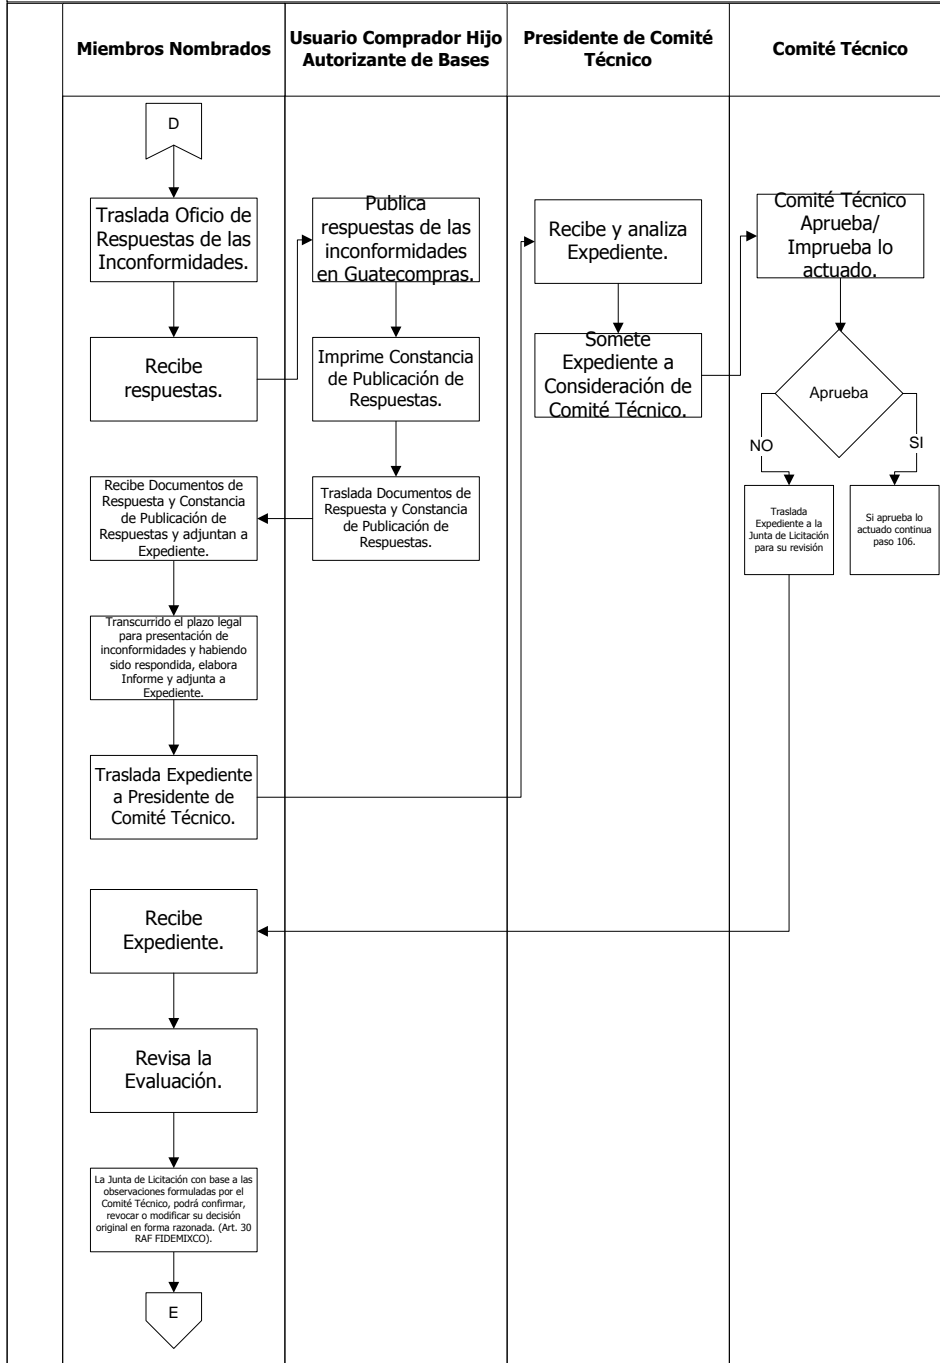 Miembros Nombrados
Usuario Comprador Hijo
Autorizante de Bases
Presidente de Comité
Técnico
Comité Técnico
D
Traslada Oficio de
Respuestas de las
Inconformidades.
Recibe
respuestas.
Publica
respuestas de las
inconformidades
en Guatecompras.
Imprime Constancia
de Publicación de
Respuestas.
Traslada Documentos de
Respuesta y Constancia
de Publicación de
Respuestas.
Recibe Documentos de
Respuesta y Constancia
de Publicación de
Respuestas y adjuntan a
Expediente.
Transcurrido el plazo legal
para presentación de
inconformidades y habiendo
sido respondida, elabora
Informe y adjunta a
Expediente.
Traslada Expediente
a Presidente de
Comité Técnico.
Recibe y analiza
Expediente.
Somete
Expediente a
Consideración de
Comité Técnico.
Comité Técnico
Aprueba/
Imprueba lo
actuado.
Aprueba
NO
SI
Traslada
Expediente a la
Junta de Licitación
para su revisión
Si aprueba lo
actuado continua
paso 106.
Recibe
Expediente.
Revisa la
Evaluación.
La Junta de Licitación con base a las
observaciones formuladas por el
Comité Técnico, podrá confirmar,
revocar o modificar su decisión
original en forma razonada. (Art. 30
RAF FIDEMIXCO).
E